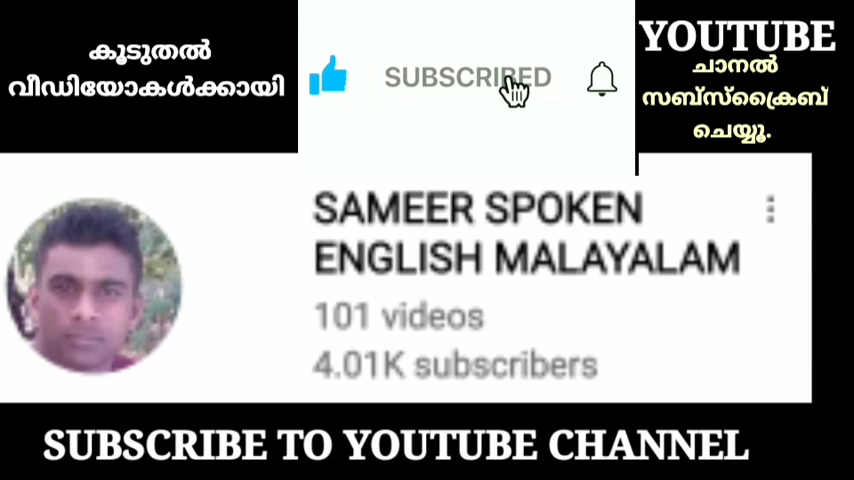 കൂടുതൽ
വീഡിയോകൾക്കായി
SUBSCRIBED
YOUTUBE
ചാനൽ
സബ്സ്ക്രൈബ്
ചെയ്യൂ.
SAMEER SPOKEN
ENGLISH MALAYALAM
101 videos
4.01K subscribers
SUBSCRIBE TO YOUTUBE CHANNEL